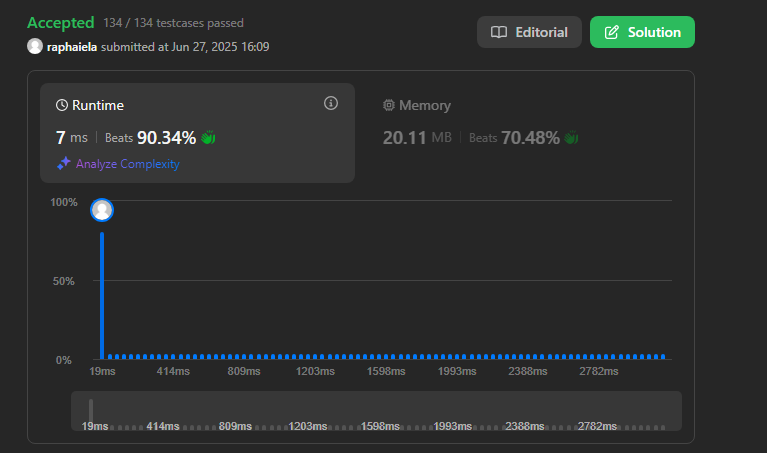 Accepted 134 / 134 testcases passed
raphaiela submitted at Jun 27, 2025 16:09
Editorial
Solution
Runtime
7 ms | Beats 90.34%
Analyze Complexity
Memory
20.11 MB | Beats 70.48%
100%
50%
0%
19ms 414ms 809ms 1203ms 1598ms 1993ms 2388ms 2782ms
19ms 414ms 809ms 1203ms 1598ms 1993ms 2388ms 2782ms